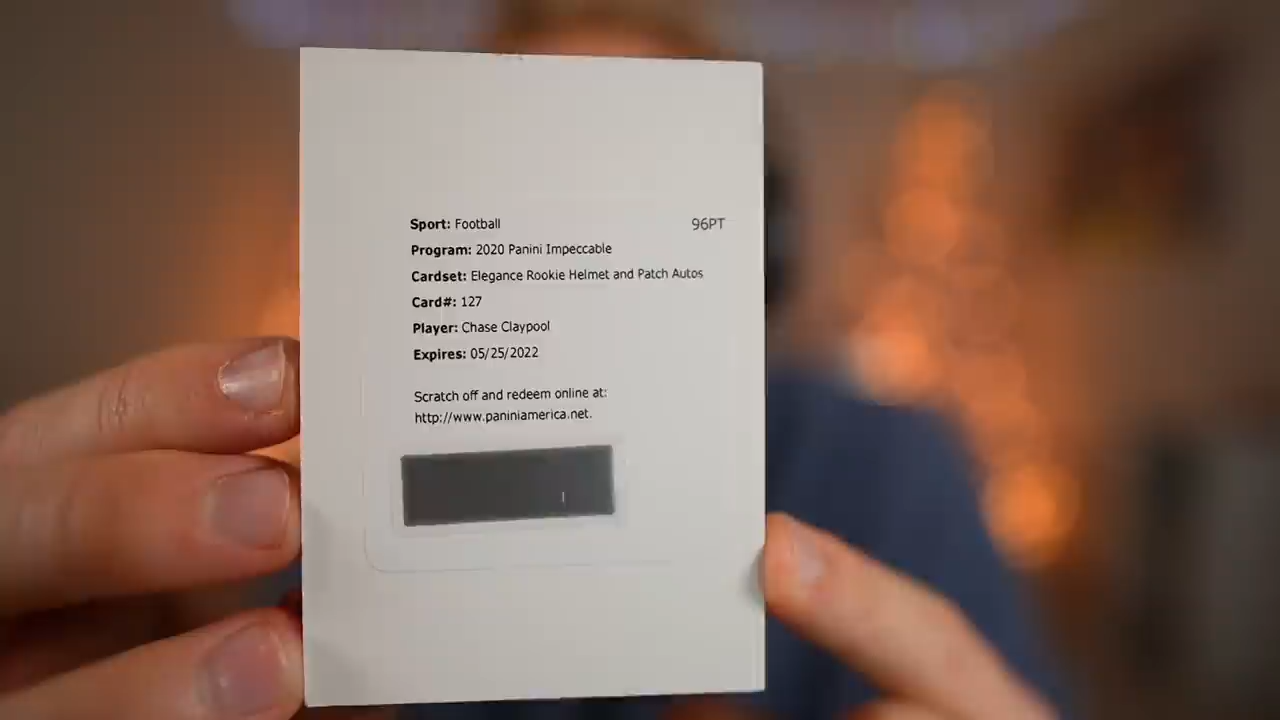 Sport: Football 96PT
Program: 2020 Panini Impeccable
Cardset: Elegance Rookie Helmet and Patch Autos
Card#: 127
Player: Chase Claypool
Expires: 05/25/2022
Scratch off and redeem online at:
http://www.paniniamerica.net.